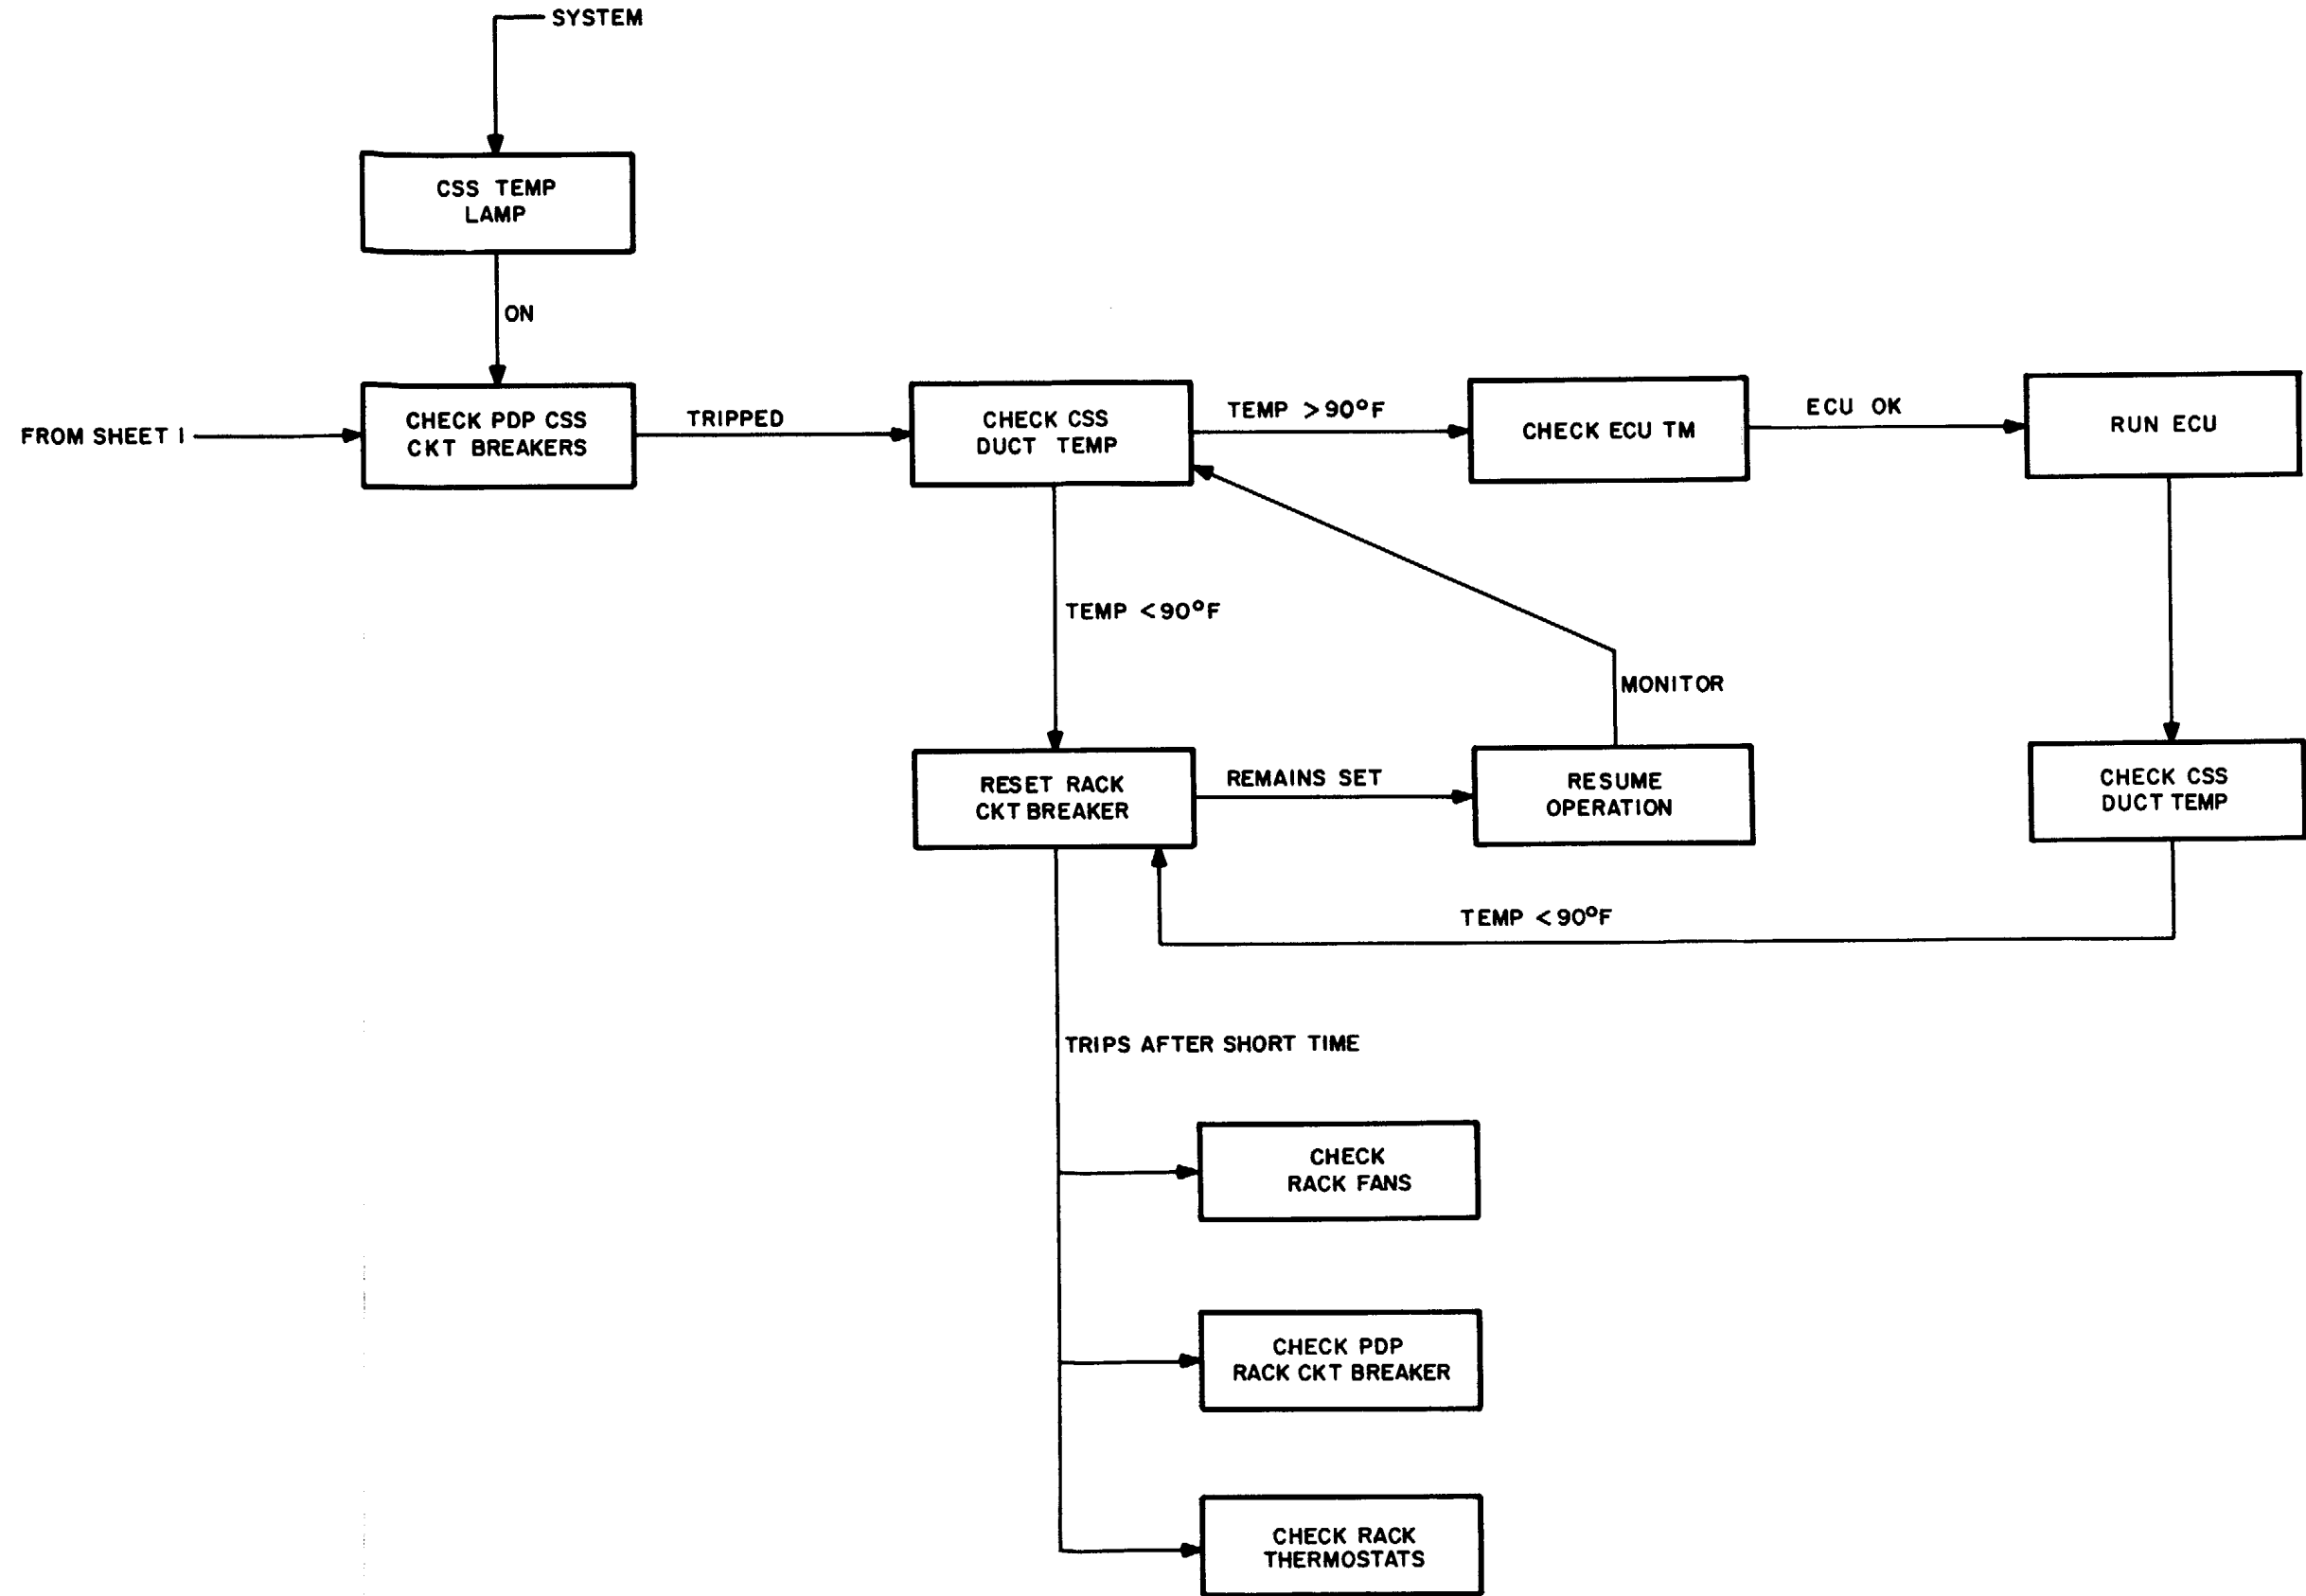 SYSTEM
CSS TEMP
LAMP
ON
FROM SHEET 1
CHECK PDP CSS
CKT BREAKERS
TRIPPED
CHECK CSS
DUCT TEMP
TEMP >90°F
CHECK ECU TM
ECU OK
RUN ECU
TEMP <90°F
MONITOR
RESET RACK
CKT BREAKER
REMAINS SET
RESUME
OPERATION
CHECK CSS
DUCT TEMP
TEMP <90°F
TRIPS AFTER SHORT TIME
CHECK
RACK FANS
CHECK PDP
RACK CKT BREAKER
CHECK RACK
THERMOSTATS